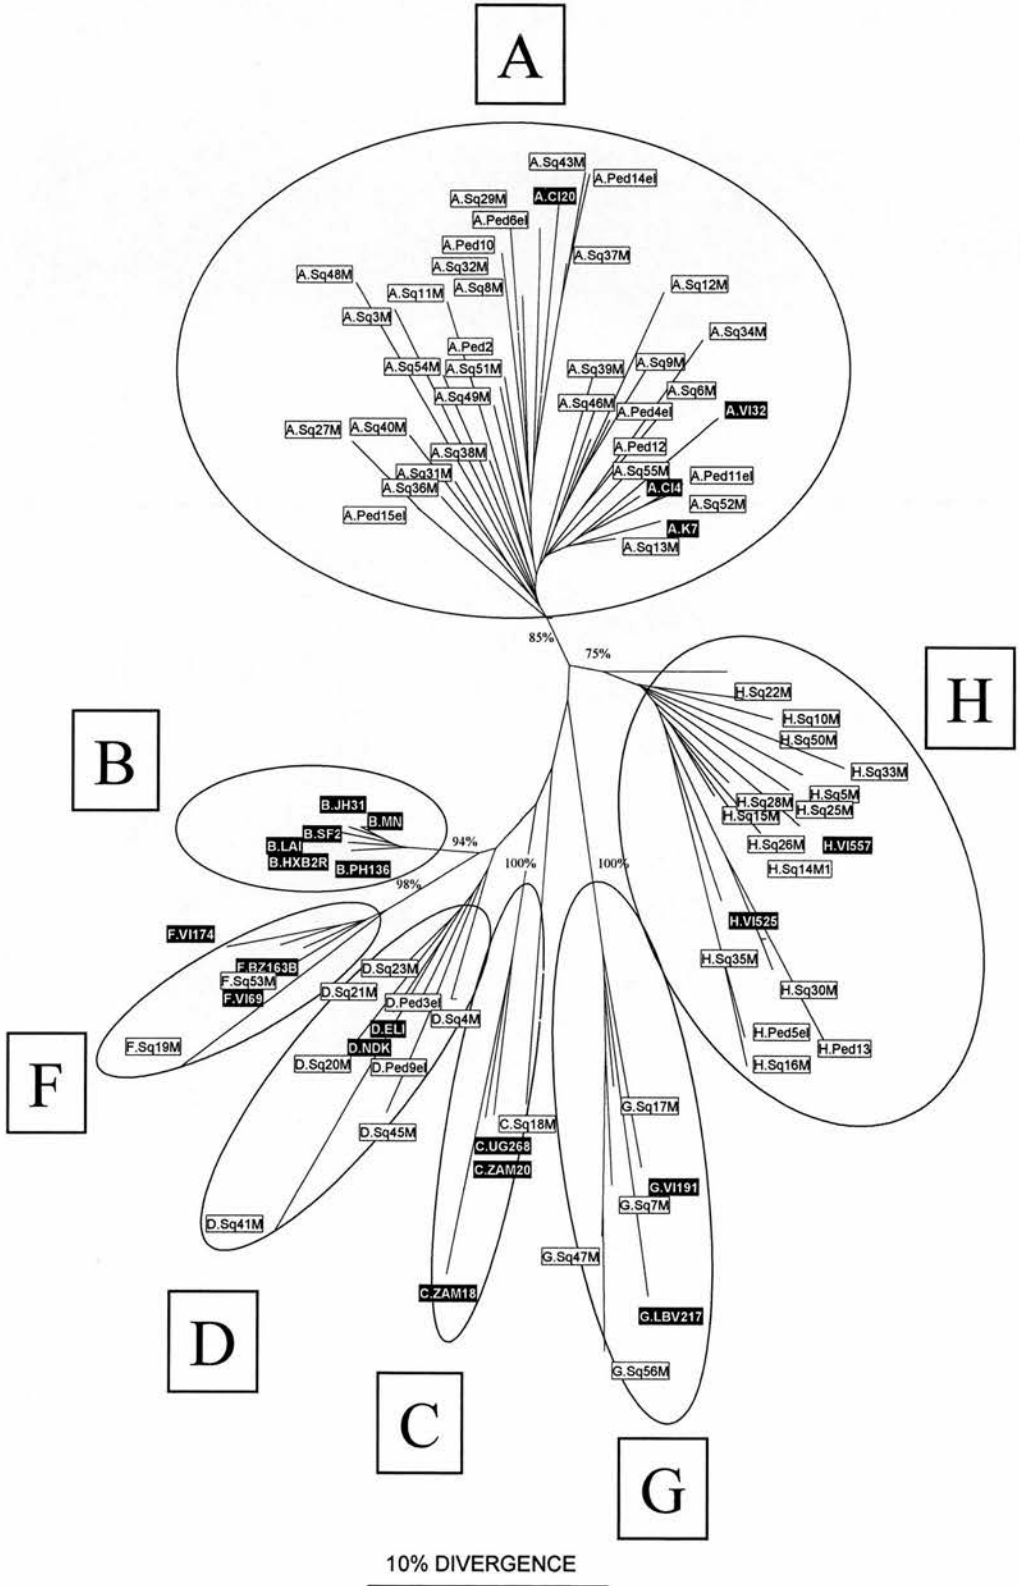 A
A.Sq43M
A.Ped14el
A.CI20
A.Sq29M
A.Ped6el
A.Ped10
A.Sq37M
A.Sq32M
A.Sq48M
A.Sq8M
A.Sq12M
A.Sq11M
A.Sq3M
A.Sq34M
A.Ped2
A.Sq54M
A.Sq51M
A.Sq39M
A.Sq9M
A.Sq49M
A.Sq6M
A.Sq46M
A.Ped4el
A.VI32
A.Sq27M
A.Sq40M
A.Ped12
A.Sq38M
A.Sq31M
A.Sq55M
A.Ped11el
A.Sq36M
A.CI4
A.Sq52M
A.Ped15el
A.K7
A.Sq13M
85%
75%
H
H.Sq22M
H.Sq10M
H.Sq50M
H.Sq33M
H.Sq5M
H.Sq28M
H.Sq25M
H.Sq15M
H.Sq26M
H.VI557
H.Sq14M1
H.VI525
H.Sq35M
H.Sq30M
H.Ped5el
H.Ped13
H.Sq16M
B
B.JH31
B.MN
B.SF2
B.LAI
B.HXB2R
B.PH136
94%
98%
100%
100%
F.VI174
F.BZ163B
F.Sq53M
F.VI69
F.Sq19M
F
D.Sq23M
D.Sq21M
D.Ped3el
D.Sq4M
D.ELI
D.NDK
D.Sq20M
D.Ped9el
D.Sq45M
D.Sq41M
D
C.Sq18M
C.UG268
C.ZAM20
C.ZAM18
C
G.Sq17M
G.VI191
G.Sq7M
G.Sq47M
G.LBV217
G.Sq56M
G
10% DIVERGENCE